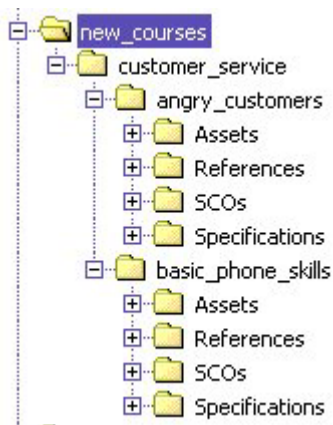 new_courses
customer_service
angry_customers
Assets
References
SCOs
Specifications
basic_phone_skills
Assets
References
SCOs
Specifications